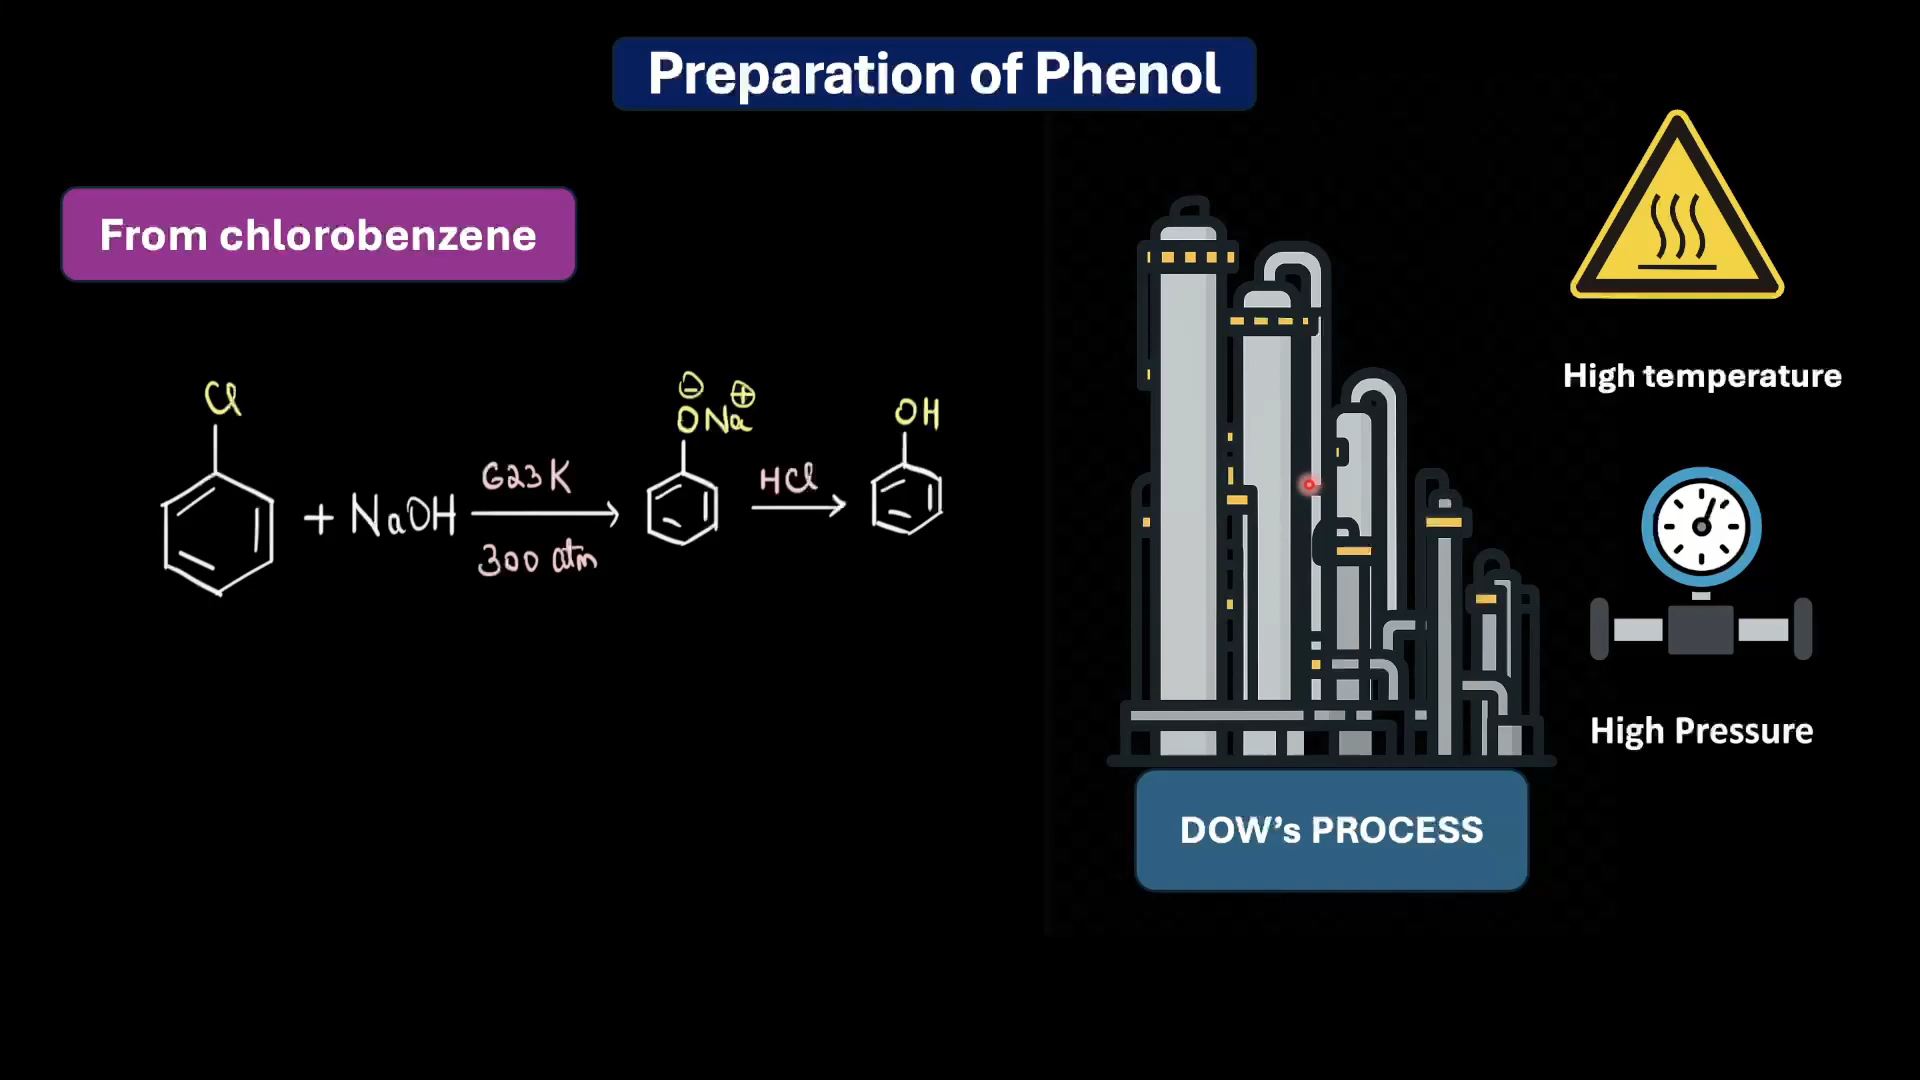 Preparation of Phenol
From chlorobenzene
Cl
+ NaOH
623 K
300 atm
⊖ ⊕
ONa
HCl
OH
High temperature
High Pressure
DOW's PROCESS